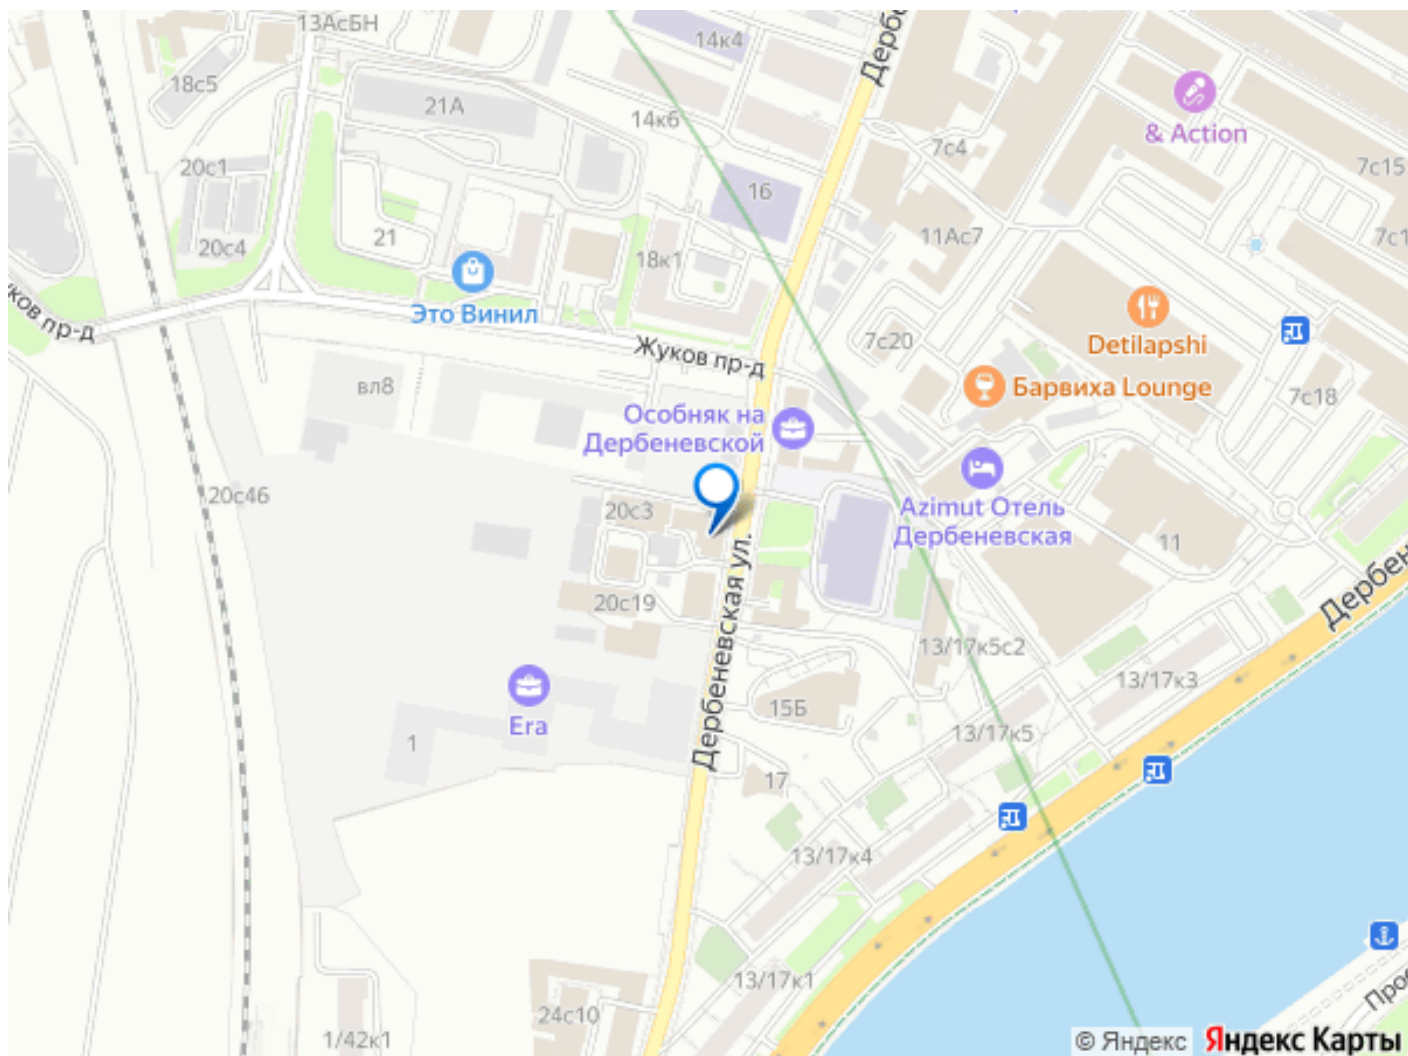 13АсБН
14к4
Дербе
18с5
21А
14к6
& Action
7с4
7с15
20с1
16
20с4
21
18к1
11Ас7
7с1
Это Винил
ков пр-д
Жуков пр-д
7с20
Detilapshi
вл8
Барвиха Lounge
7с18
Особняк на
Дербеневской
20с46
20с3
Azimut Отель
Дербеневская
11
Дербен
20с19
Дербеневская ул.
13/17к5с2
13/17к3
Era
15Б
1
13/17к5
17
13/17к4
13/17к1
24с10
1/42к1
Прос
© Яндекс
Яндекс Карты